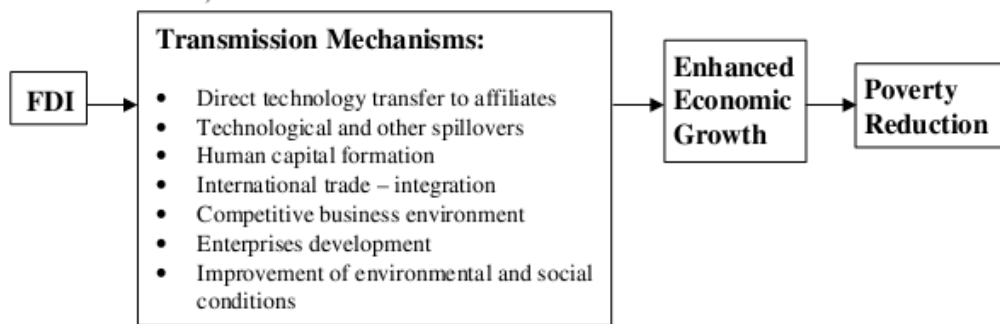 FDI
Transmission Mechanisms:
• Direct technology transfer to affiliates
• Technological and other spillovers
• Human capital formation
• International trade – integration
• Competitive business environment
• Enterprises development
• Improvement of environmental and social
conditions
Enhanced
Economic
Growth
Poverty
Reduction